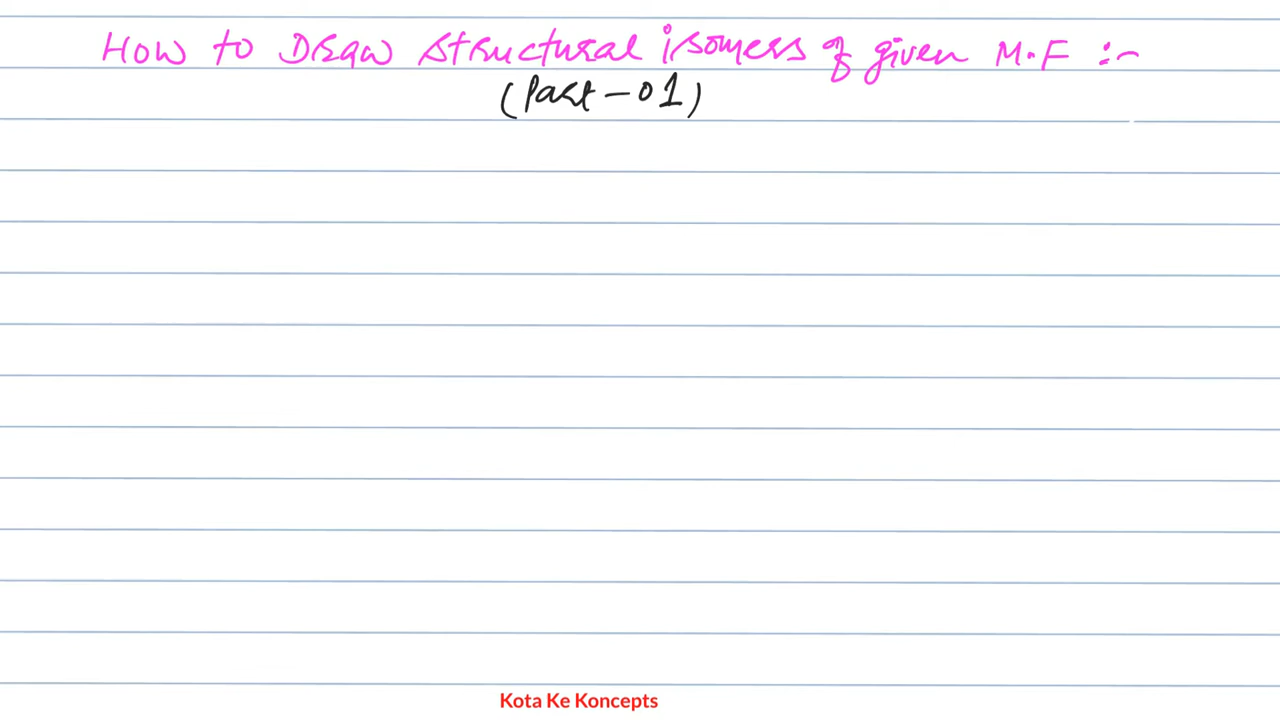 How to Draw structural isomers of given M.F :-
(Part-01)
Kota Ke Koncepts